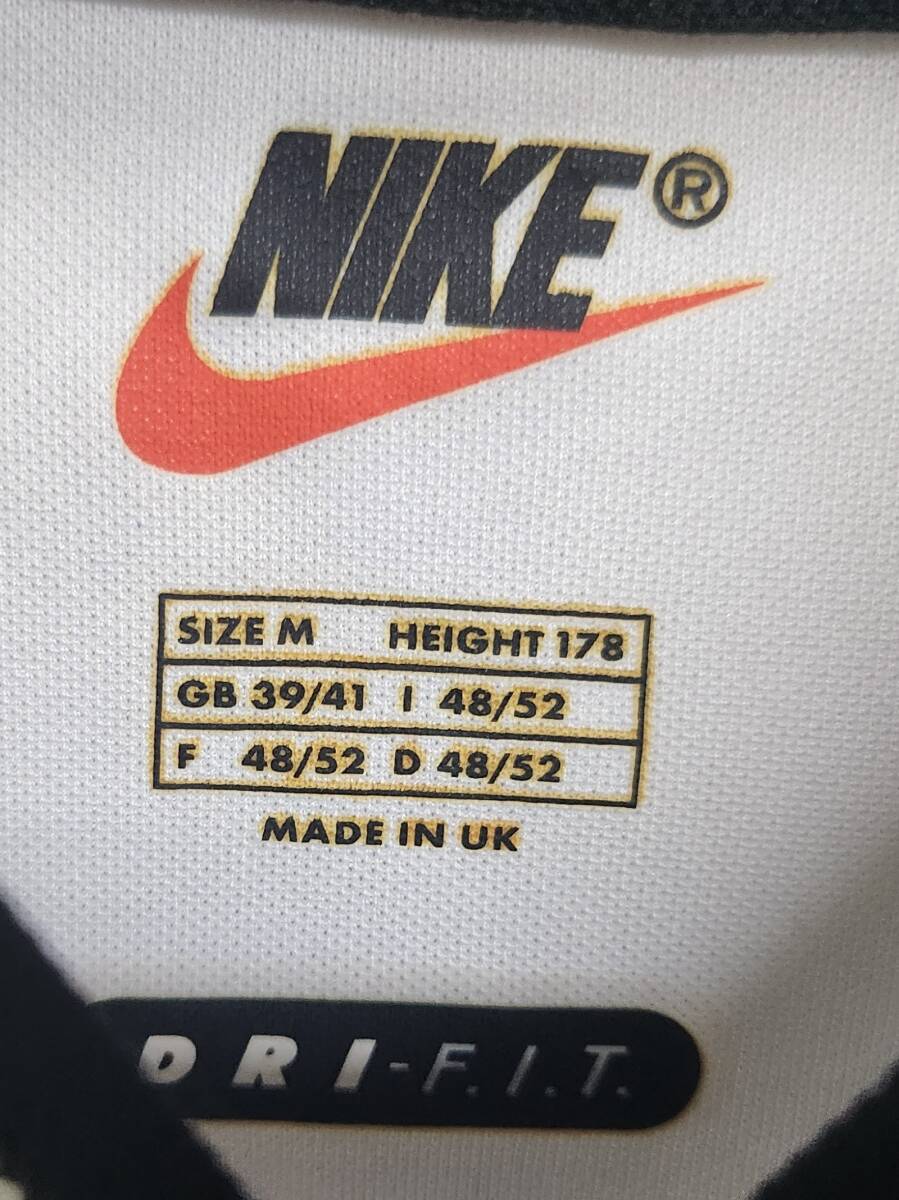 NIKE®
SIZE M HEIGHT 178
GB 39/41 I 48/52
F 48/52 D 48/52
MADE IN UK
DRI-F.I.T.